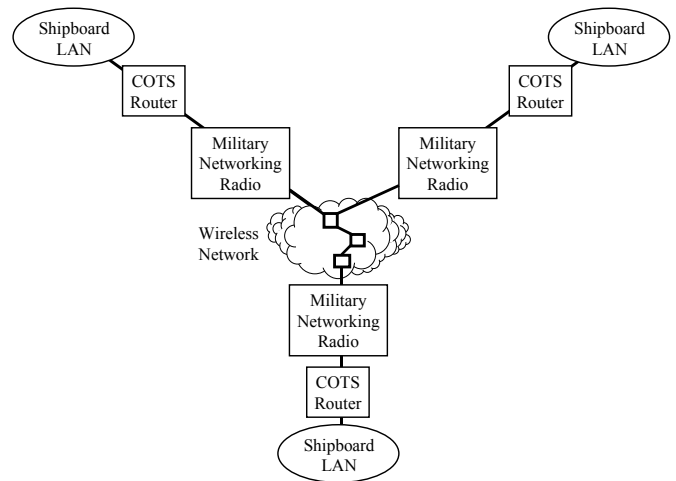 Shipboard
LAN
Shipboard
LAN
COTS
Router
COTS
Router
Military
Networking
Radio
Military
Networking
Radio
Wireless
Network
Military
Networking
Radio
COTS
Router
Shipboard
LAN